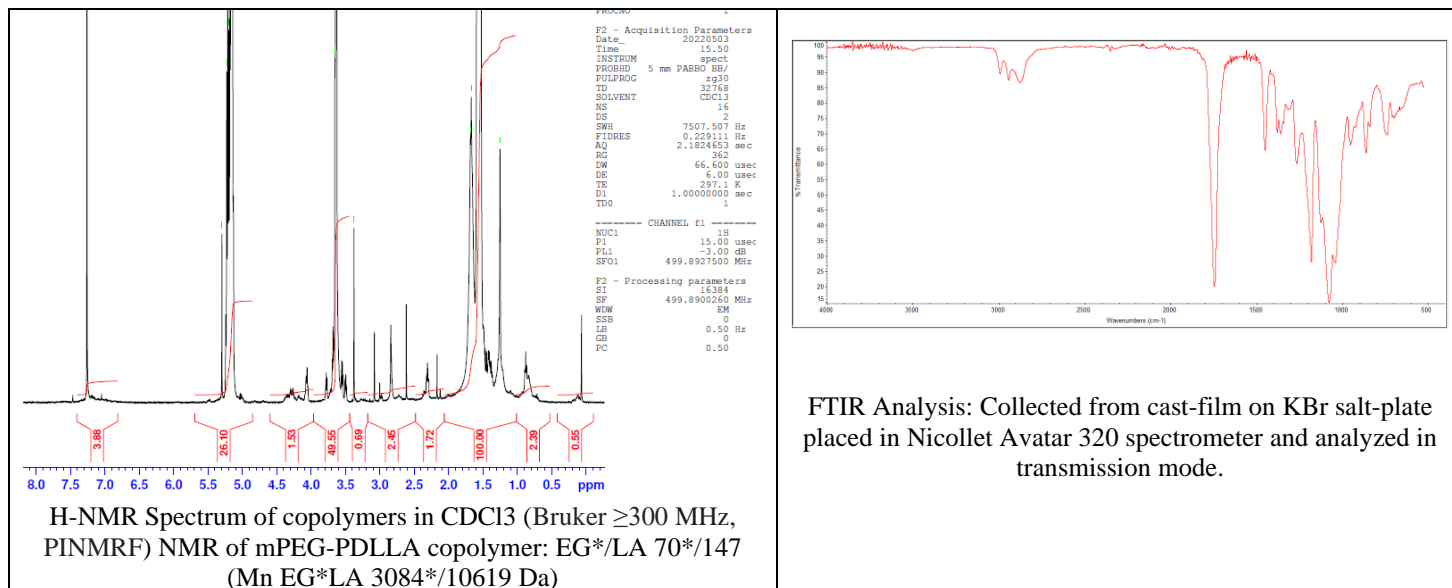 PROCNO 1
F2 - Acquisition Parameters
Date_ 20220503
Time 15.50
INSTRUM spect
PROBHD 5 mm PABBO BB/
PULPROG zg30
TD 32768
SOLVENT CDCl3
NS 16
DS 2
SWH 7507.507 Hz
FIDRES 0.229111 Hz
AQ 2.1824653 sec
RG 362
DW 66.600 usec
DE 6.00 usec
TE 297.1 K
D1 1.00000000 sec
TD0 1
======== CHANNEL f1 ========
NUC1 1H
P1 15.00 usec
PL1 -3.00 dB
SFO1 499.8927500 MHz
F2 - Processing parameters
SI 16384
SF 499.8900260 MHz
WDW EM
SSB 0
LB 0.50 Hz
GB 0
PC 0.50
3.88 26.10 1.53 49.55 0.69 2.45 1.72 100.00 2.39 0.55
8.0 7.5 7.0 6.5 6.0 5.5 5.0 4.5 4.0 3.5 3.0 2.5 2.0 1.5 1.0 0.5 ppm
H-NMR Spectrum of copolymers in CDCl3 (Bruker ≥300 MHz,
PINMRF) NMR of mPEG-PDLLA copolymer: EG*/LA 70*/147
(Mn EG*LA 3084*/10619 Da)
100
95
90
85
80
75
70
65
60
55
50
45
40
35
30
25
20
15
% Transmittance
4000 3500 3000 2500 2000 1500 1000 500
Wavenumbers (cm-1)
FTIR Analysis: Collected from cast-film on KBr salt-plate
placed in Nicollet Avatar 320 spectrometer and analyzed in
transmission mode.